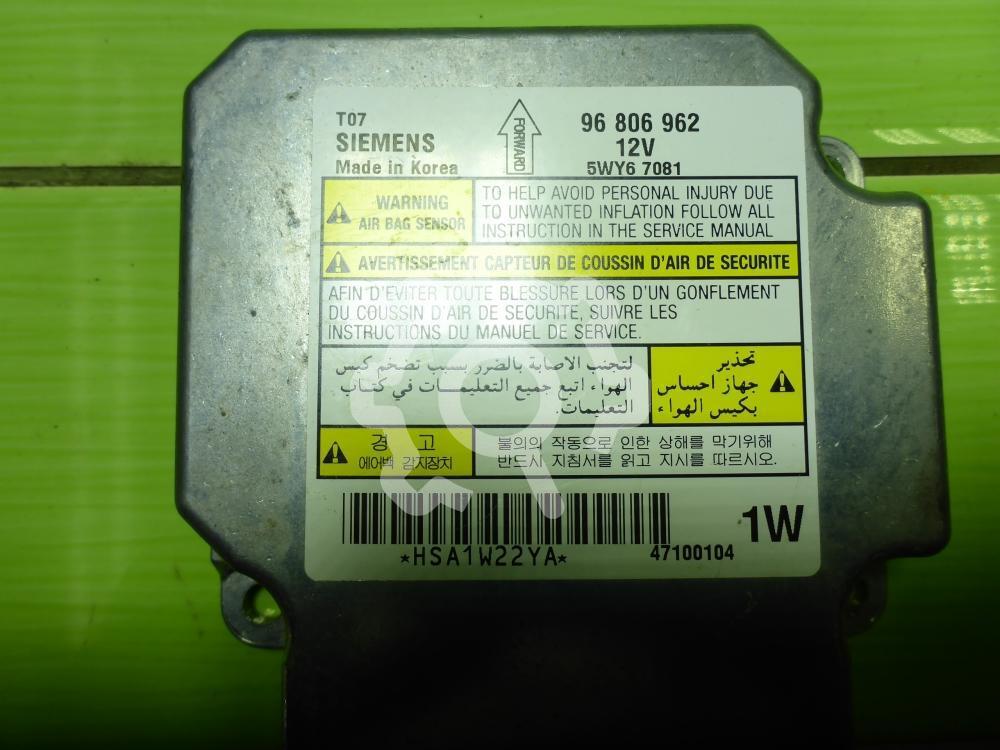 T07
SIEMENS
Made in Korea
FORWARD
96 806 962
12V
5WY6 7081
WARNING
AIR BAG SENSOR
TO HELP AVOID PERSONAL INJURY DUE
TO UNWANTED INFLATION FOLLOW ALL
INSTRUCTION IN THE SERVICE MANUAL
AVERTISSEMENT CAPTEUR DE COUSSIN D'AIR DE SECURITE
AFIN D'EVITER TOUTE BLESSURE LORS D'UN GONFLEMENT
DU COUSSIN D'AIR DE SECURITE, SUIVRE LES
INSTRUCTIONS DU MANUEL DE SERVICE.
تحذير
جهاز احساس
بكيس الهواء
لتجنب الاصابة بالضرر بسبب تضخم كيس
الهواء اتبع جميع التعليمات في كتاب
التعليمات.
경 고
에어백 감지장치
불의의 작동으로 인한 상해를 막기위해
반드시 지침서를 읽고 지시를 따르시오.
*HSA1W22YA*
47100104
1W